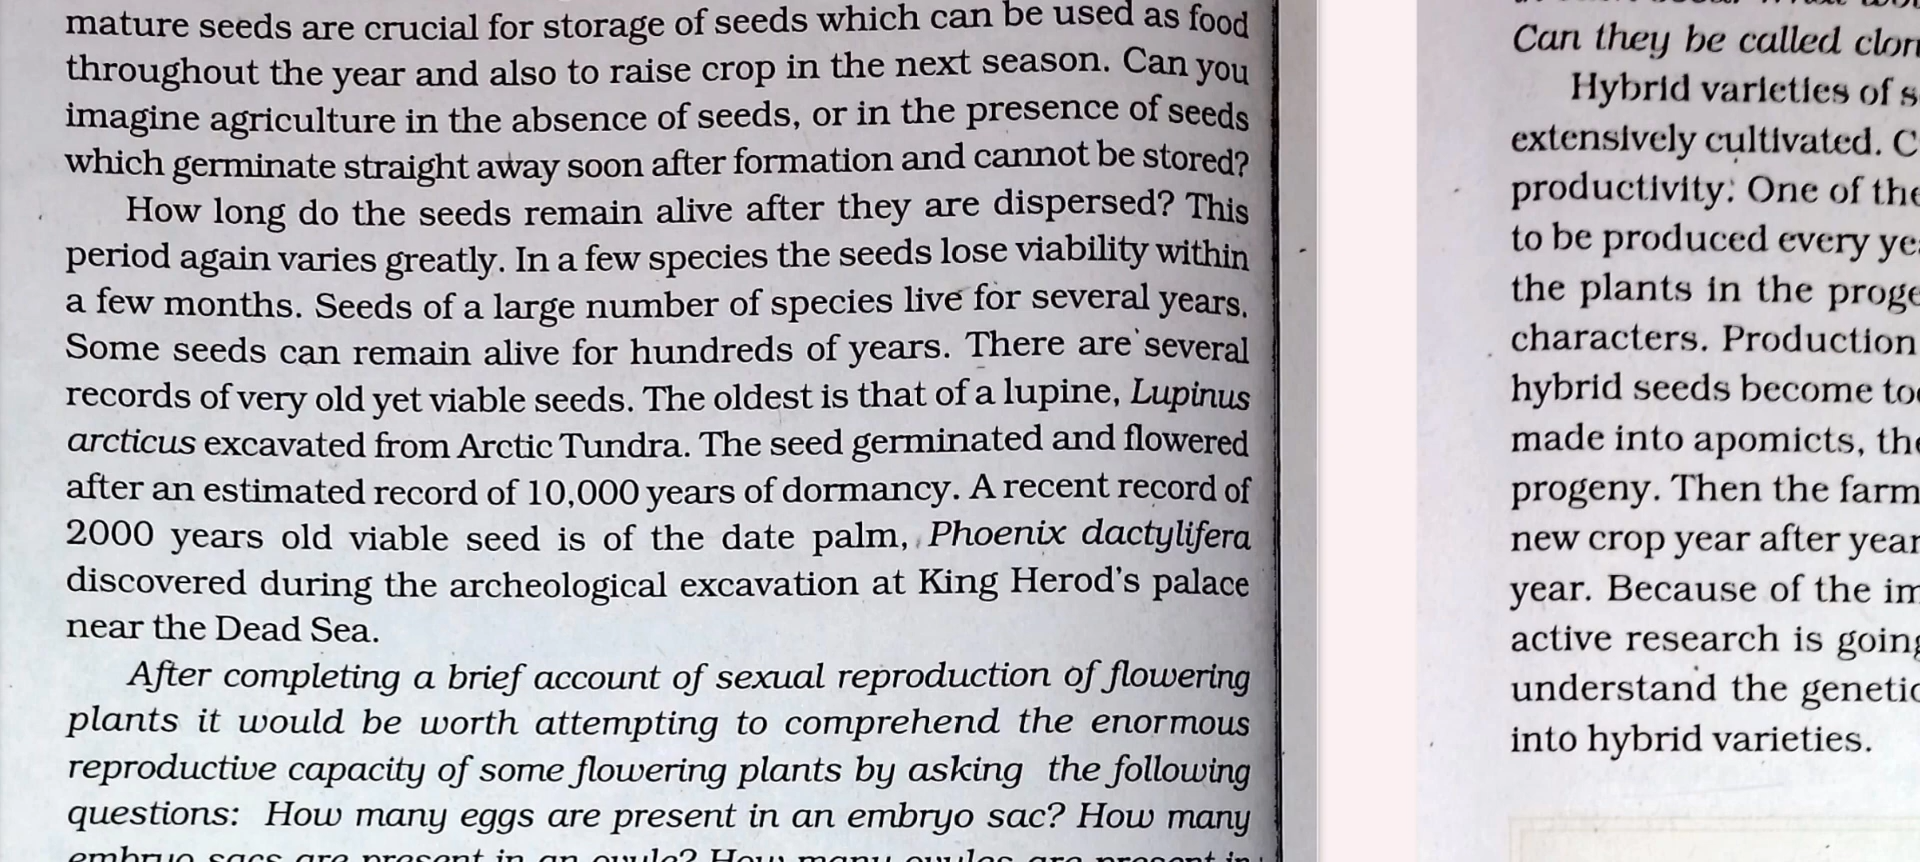 mature seeds are crucial for storage of seeds which can be used as food
throughout the year and also to raise crop in the next season. Can you
imagine agriculture in the absence of seeds, or in the presence of seeds
which germinate straight away soon after formation and cannot be stored?
How long do the seeds remain alive after they are dispersed? This
period again varies greatly. In a few species the seeds lose viability within
a few months. Seeds of a large number of species live for several years.
Some seeds can remain alive for hundreds of years. There are several
records of very old yet viable seeds. The oldest is that of a lupine, Lupinus
arcticus excavated from Arctic Tundra. The seed germinated and flowered
after an estimated record of 10,000 years of dormancy. A recent record of
2000 years old viable seed is of the date palm, Phoenix dactylifera
discovered during the archeological excavation at King Herod's palace
near the Dead Sea.
After completing a brief account of sexual reproduction of flowering
plants it would be worth attempting to comprehend the enormous
reproductive capacity of some flowering plants by asking the following
questions: How many eggs are present in an embryo sac? How many
embryo sacs are present in an ovule? How many ovules are present in
Can they be called
Hybrid varieties of
extensively cultivated.
productivity. One of
to be produced every
the plants in the
characters. Production
hybrid seeds become
made into apomicts,
progeny. Then the
new crop year after year
year. Because of the
active research is
understand the
into hybrid varieties.